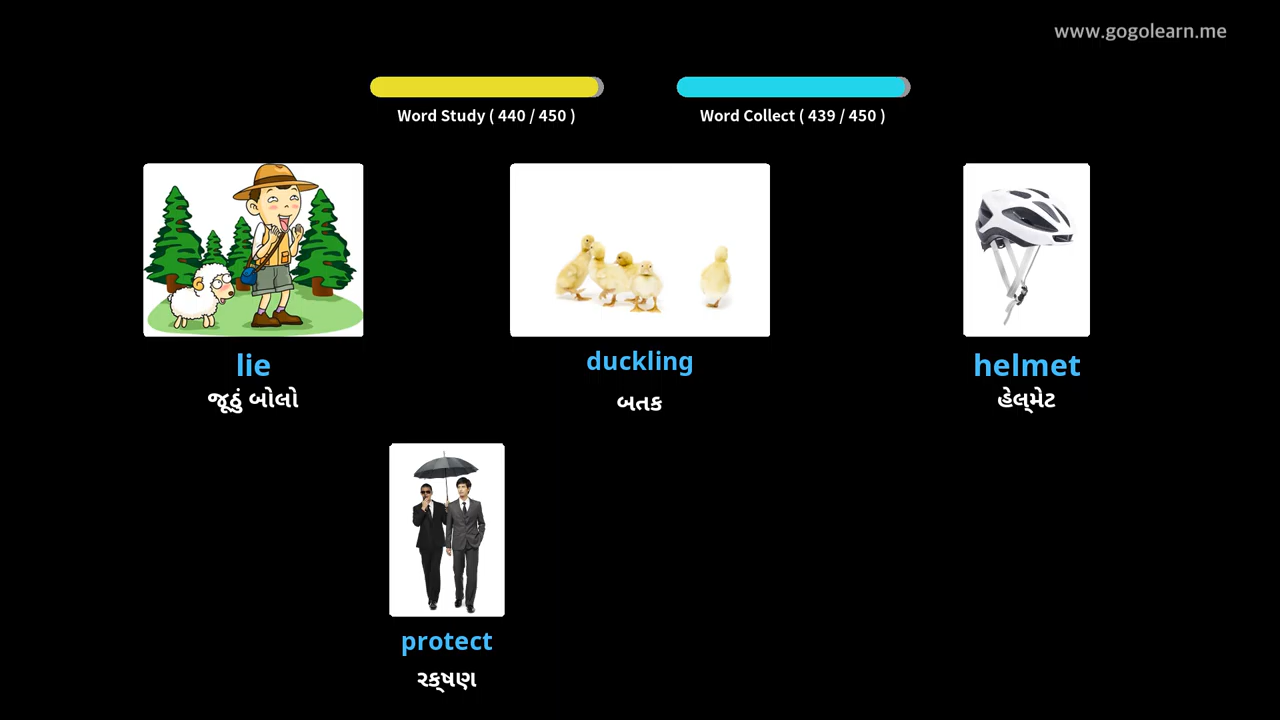 www.gogolearn.me
Word Study ( 440 / 450 )
Word Collect ( 439 / 450 )
lie
duckling
helmet
જૂઠું બોલો
બતક
હેલ્મેટ
protect
રક્ષણ